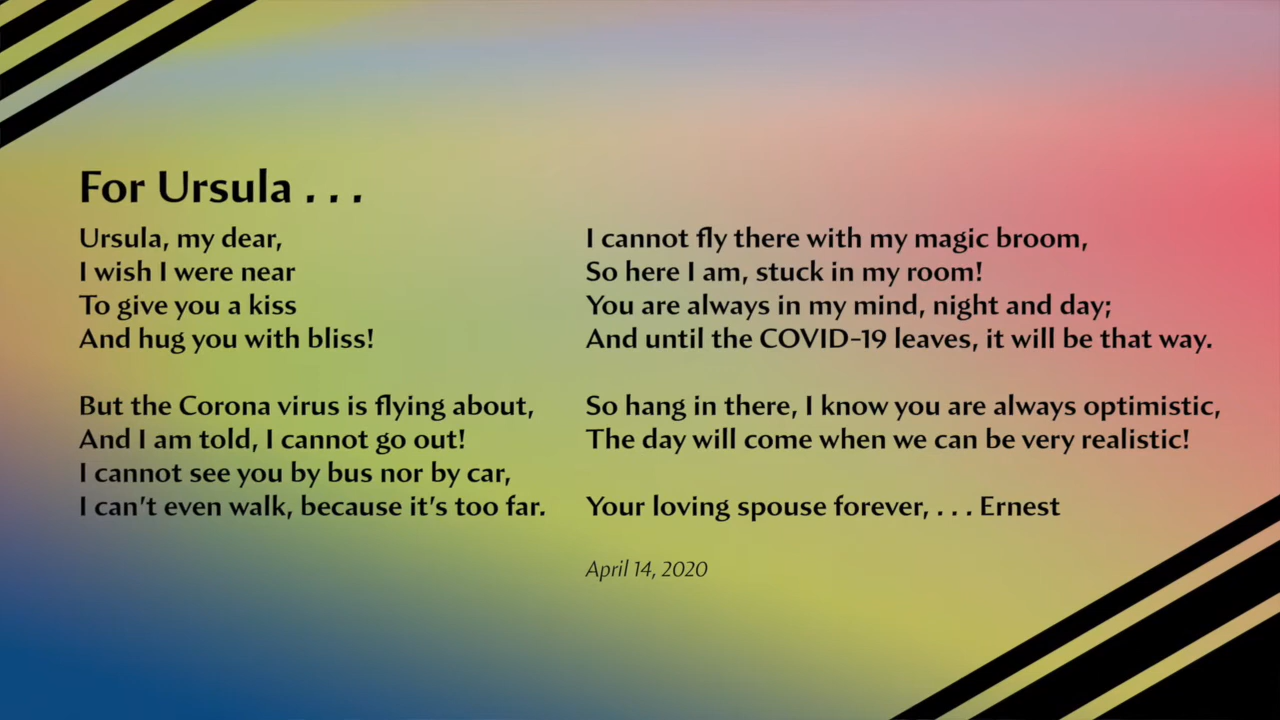 For Ursula . . .
Ursula, my dear,
I wish I were near
To give you a kiss
And hug you with bliss!
But the Corona virus is flying about,
And I am told, I cannot go out!
I cannot see you by bus nor by car,
I can’t even walk, because it’s too far.
I cannot fly there with my magic broom,
So here I am, stuck in my room!
You are always in my mind, night and day;
And until the COVID-19 leaves, it will be that way.
So hang in there, I know you are always optimistic,
The day will come when we can be very realistic!
Your loving spouse forever, . . . Ernest
April 14, 2020